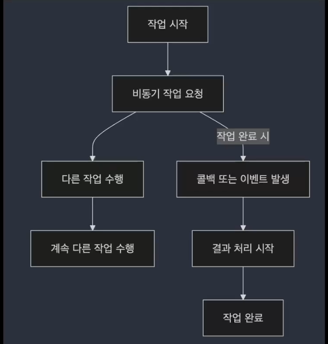 작업 시작
비동기 작업 요청
작업 완료 시
다른 작업 수행
콜백 또는 이벤트 발생
계속 다른 작업 수행
결과 처리 시작
작업 완료